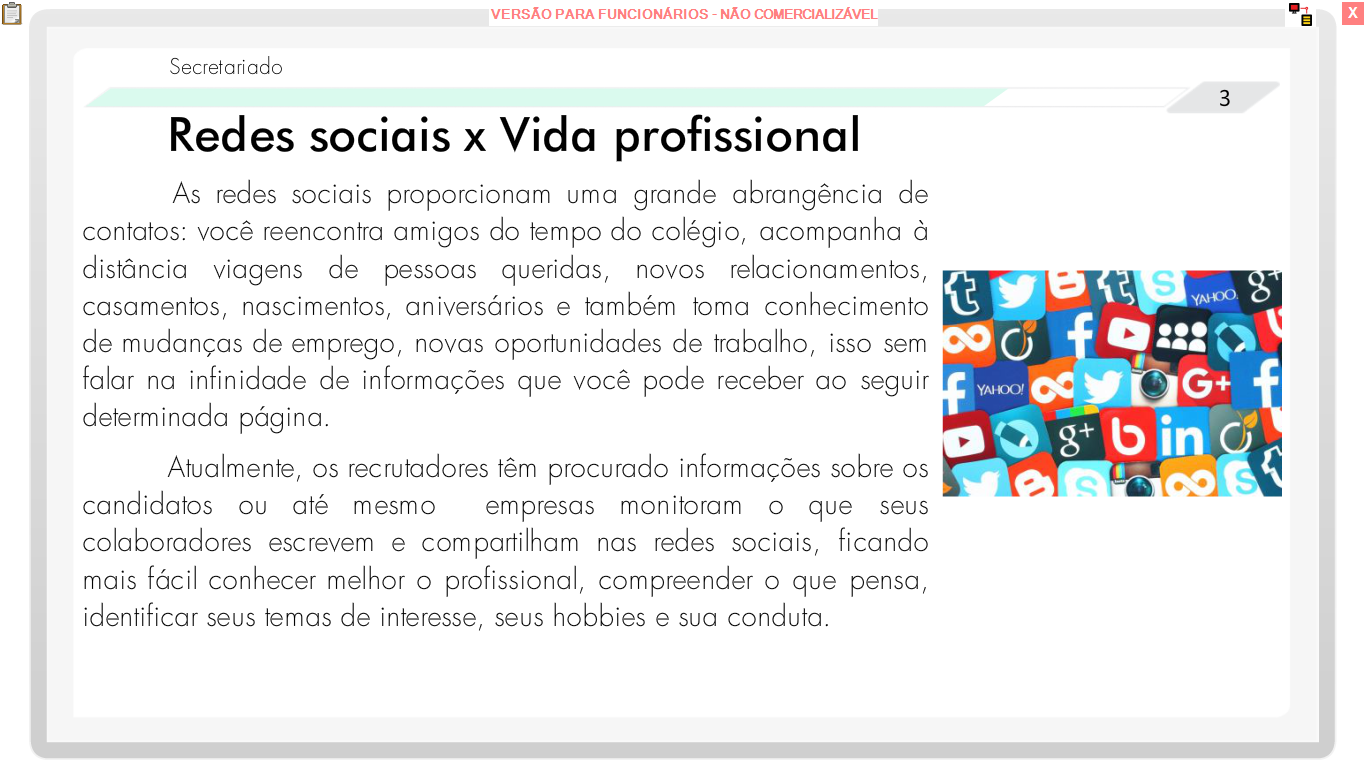 VERSÃO PARA FUNCIONÁRIOS - NÃO COMERCIALIZÁVEL
X
Secretariado
3
Redes sociais x Vida profissional
As redes sociais proporcionam uma grande abrangência de
contatos: você reencontra amigos do tempo do colégio, acompanha à
distância viagens de pessoas queridas, novos relacionamentos,
casamentos, nascimentos, aniversários e também toma conhecimento
de mudanças de emprego, novas oportunidades de trabalho, isso sem
falar na infinidade de informações que você pode receber ao seguir
determinada página.
Atualmente, os recrutadores têm procurado informações sobre os
candidatos ou até mesmo empresas monitoram o que seus
colaboradores escrevem e compartilham nas redes sociais, ficando
mais fácil conhecer melhor o profissional, compreender o que pensa,
identificar seus temas de interesse, seus hobbies e sua conduta.
YAHOO!
g+
YAHOO!
G+
g+
in